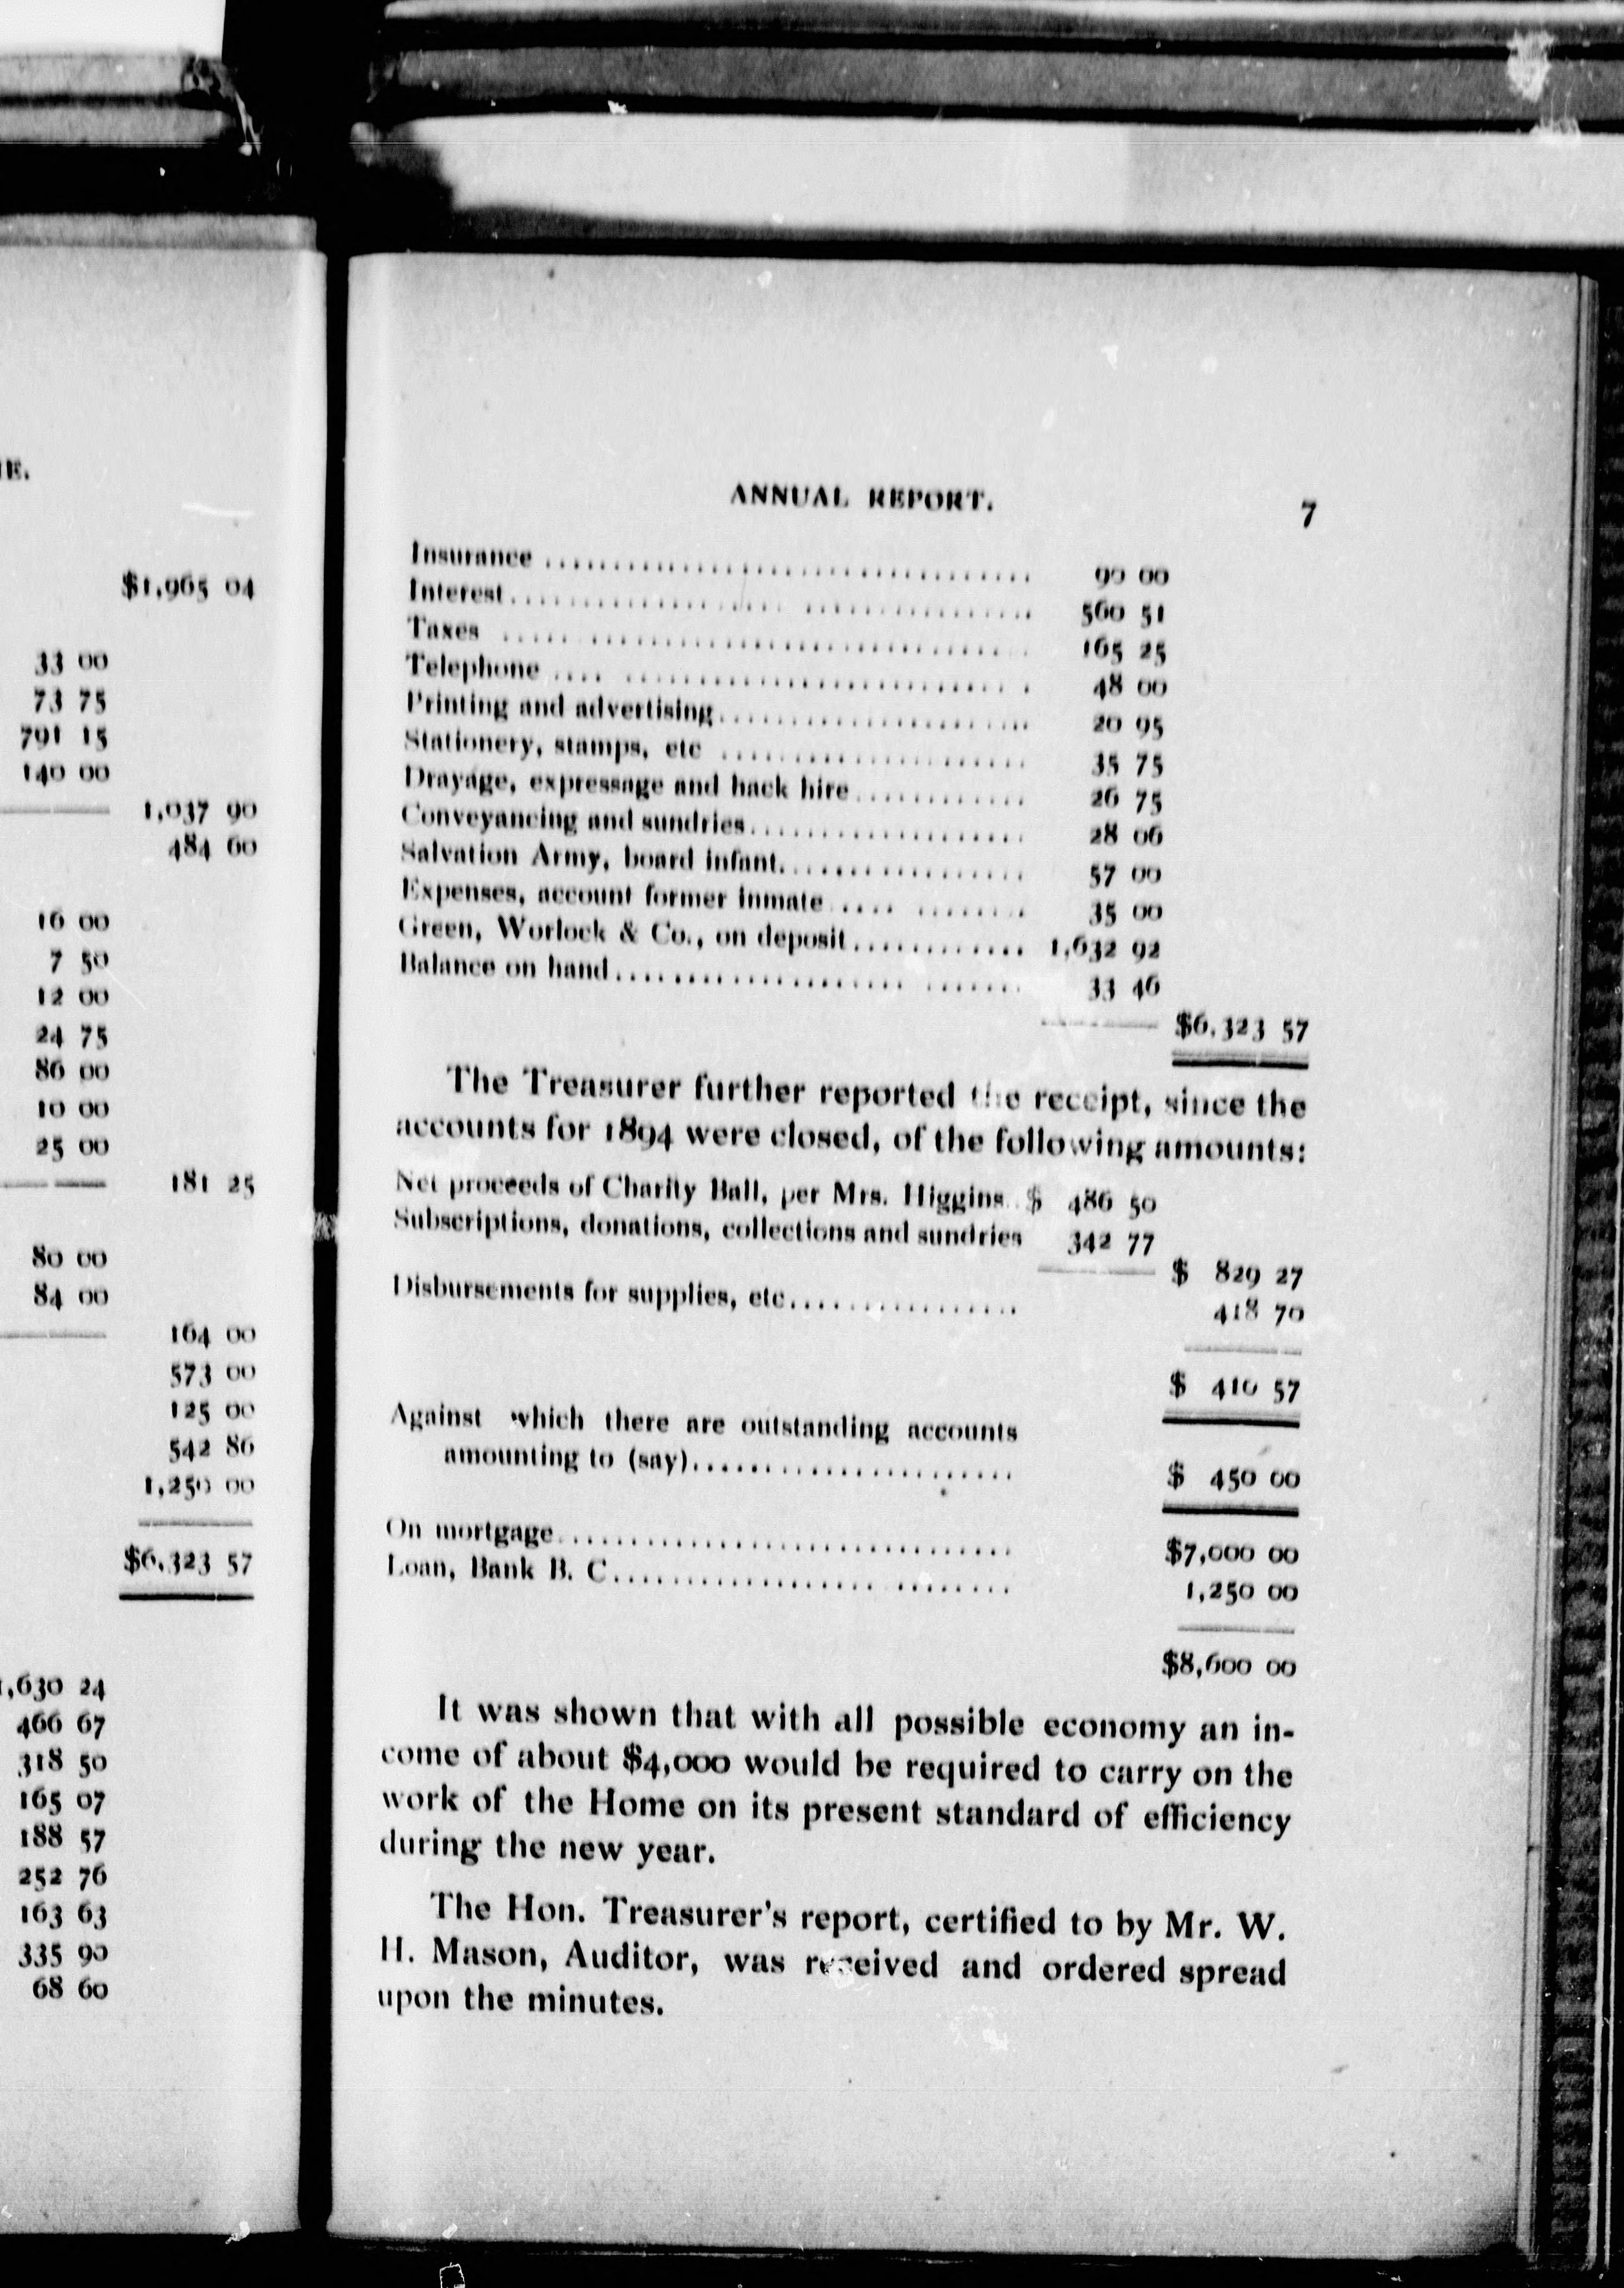 IE.
$1,965 04
33 00
73 75
791 15
140 00
1,037 90
484 60
16 00
7 50
12 00
24 75
86 00
10 00
25 00
181 25
80 00
84 00
164 00
573 00
125 00
542 86
1,250 00
$6,323 57
1,630 24
466 67
318 50
165 07
188 57
252 76
163 63
335 90
68 60
ANNUAL REPORT. 7
Insurance .................................. 90 00
Interest.................................. 560 51
Taxes .................................. 165 25
Telephone .................................. 48 00
Printing and advertising...................... 20 95
Stationery, stamps, etc ...................... 35 75
Drayage, expressage and hack hire............ 26 75
Conveyancing and sundries................... 28 06
Salvation Army, board infant................. 57 00
Expenses, account former inmate .... ........ 35 00
Green, Worlock & Co., on deposit............ 1,632 92
Balance on hand........................... 33 46
$6,323 57
The Treasurer further reported the receipt, since the
accounts for 1894 were closed, of the following amounts:
Net proceeds of Charity Ball, per Mrs. Higgins. $ 486 50
Subscriptions, donations, collections and sundries 342 77
$ 829 27
Disbursements for supplies, etc................ 418 70
$ 410 57
Against which there are outstanding accounts
amounting to (say)...................... $ 450 00
On mortgage............................... $7,000 00
Loan, Bank B. C.......................... 1,250 00
$8,600 00
It was shown that with all possible economy an in-
come of about $4,000 would be required to carry on the
work of the Home on its present standard of efficiency
during the new year.
The Hon. Treasurer's report, certified to by Mr. W.
H. Mason, Auditor, was received and ordered spread
upon the minutes.